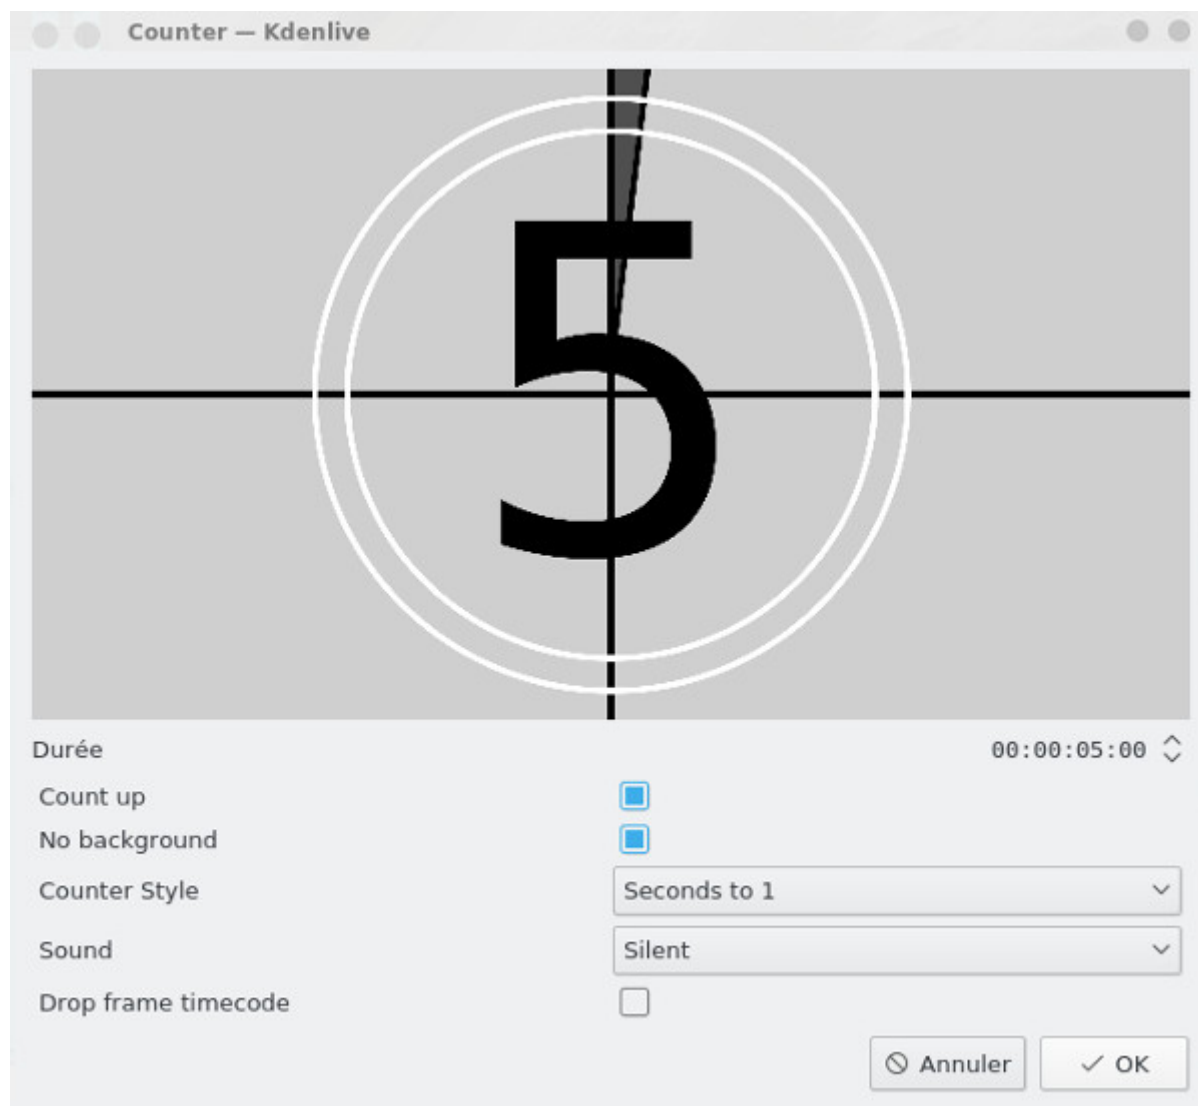 Counter — Kdenlive
5
Durée 00:00:05:00
Count up
No background
Counter Style Seconds to 1
Sound Silent
Drop frame timecode
Annuler OK